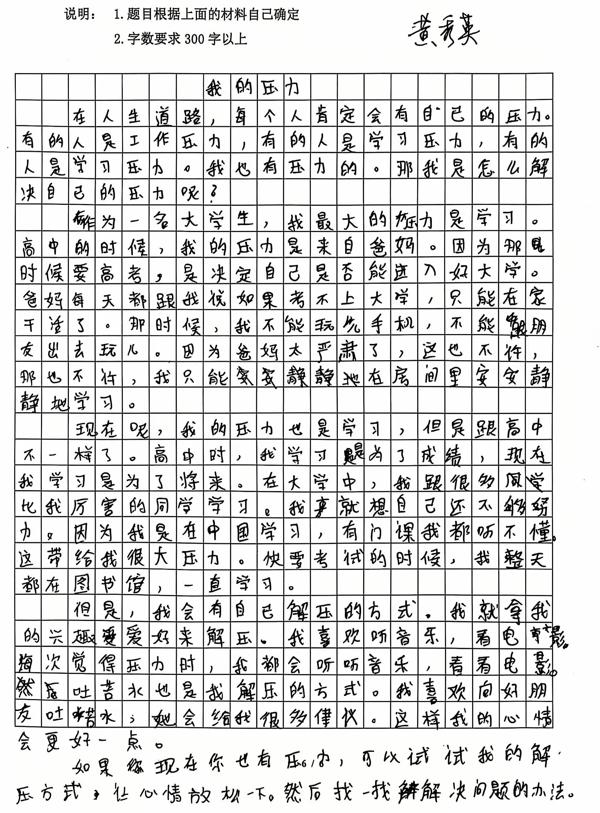 说明： 1.题目根据上面的材料自己确定
2.字数要求300字以上
黄秀英
我的压力
在人生道路，每个人肯定会有自己的压力。
有的人是工作压力，有的人是学习压力，有的
人是学习压力。我也有压力的。那我是怎么解
决自己的压力呢？
作为一名大学生，我最大的压力是学习。
高中的时候，我的压力是来自爸妈。因为那
时候要高考，是决定自己是否能进入好大学。
爸妈每天都跟我说如果考不上大学，只能在家
干活了。那时候，我不能玩手机，不能跟朋
友出去玩儿。因为爸妈太严肃了，这也不许，
那也不许，我只能安安静静地在房间里安安静
静地学习。
现在呢，我的压力也是学习，但是跟高中
不一样了。高中时，我学习是为了成绩，现在
我学习是为了将来。在大学中，我跟很多同学
比我厉害的同学学习。我就想自己还不够努
力。因为我是在中国学习，有门课我都听不懂。
这带给我很大压力。快要考试的时候，我整天
都在图书馆，一直学习。
但是，我会有自己解压的方式。我就拿我
的兴趣爱好来解压。我喜欢听音乐，看电影。
每次觉得压力时，我都会听听音乐，看看电影。
然后吐苦水也是我解压的方式。我喜欢向好朋
友吐苦水，她会给我很多建议。这样我的心情
会更好一点。
如果你现在你也有压力，可以试试我的解
压方式，让心情放松一下。然后找一找解决问题的办法。